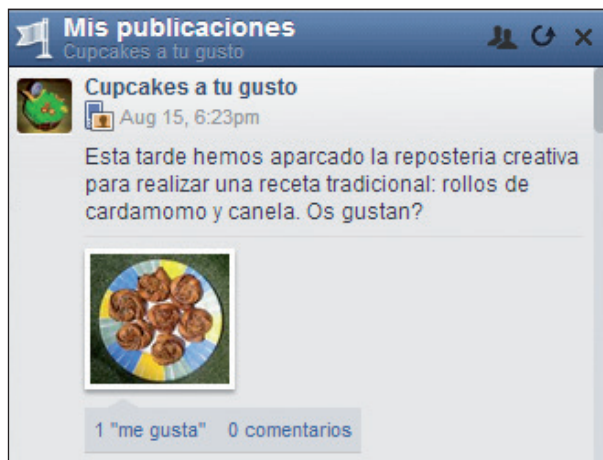 Mis publicaciones
Cupcakes a tu gusto
Cupcakes a tu gusto
Aug 15, 6:23pm
Esta tarde hemos aparcado la reposteria creativa
para realizar una receta tradicional: rollos de
cardamomo y canela. Os gustan?
1 "me gusta" 0 comentarios